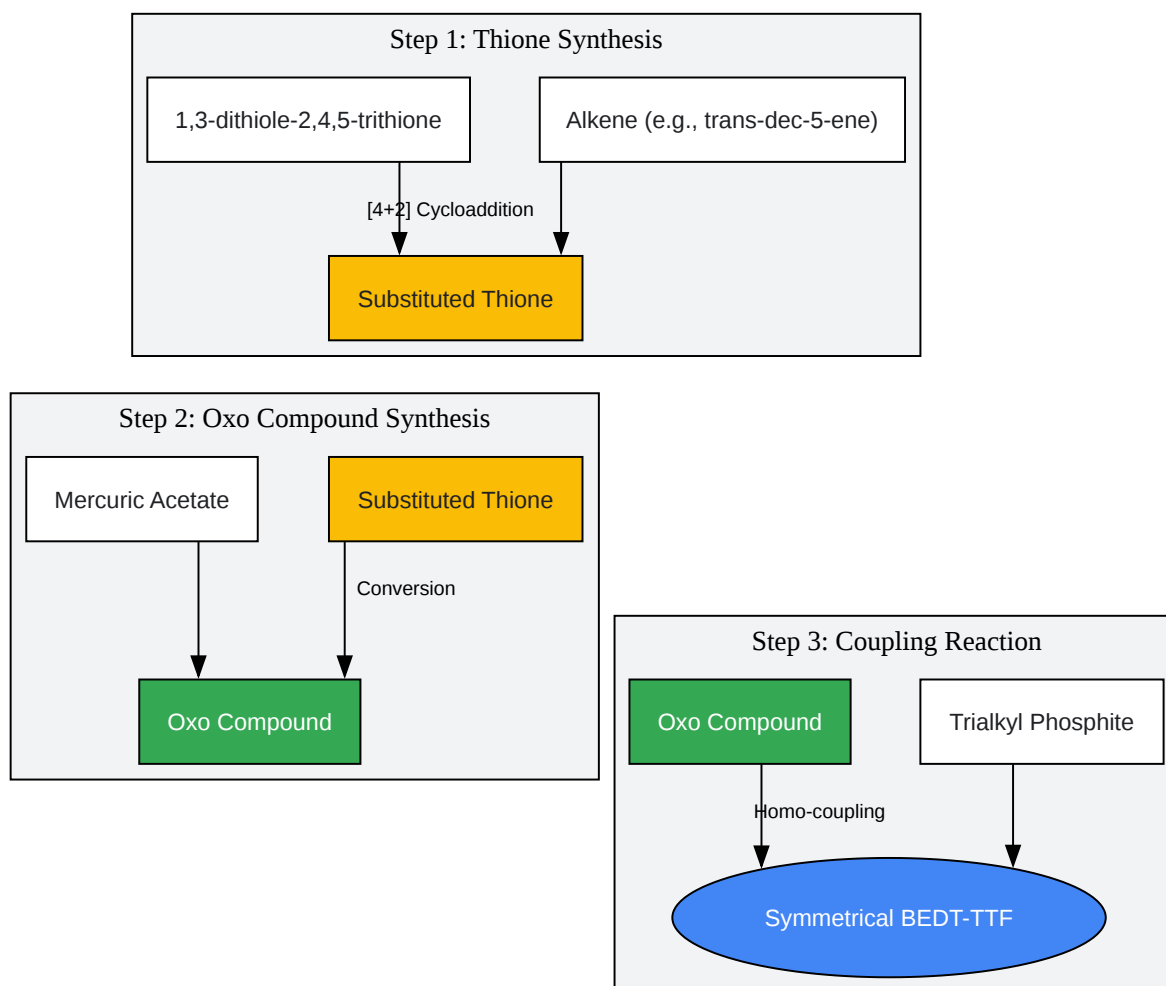 Step 1: Thione Synthesis
1,3-dithiole-2,4,5-trithione
Alkene (e.g., trans-dec-5-ene)
[4+2] Cycloaddition
Substituted Thione
Step 2: Oxo Compound Synthesis
Mercuric Acetate
Substituted Thione
Conversion
Oxo Compound
Step 3: Coupling Reaction
Oxo Compound
Trialkyl Phosphite
Homo-coupling
Symmetrical BEDT-TTF